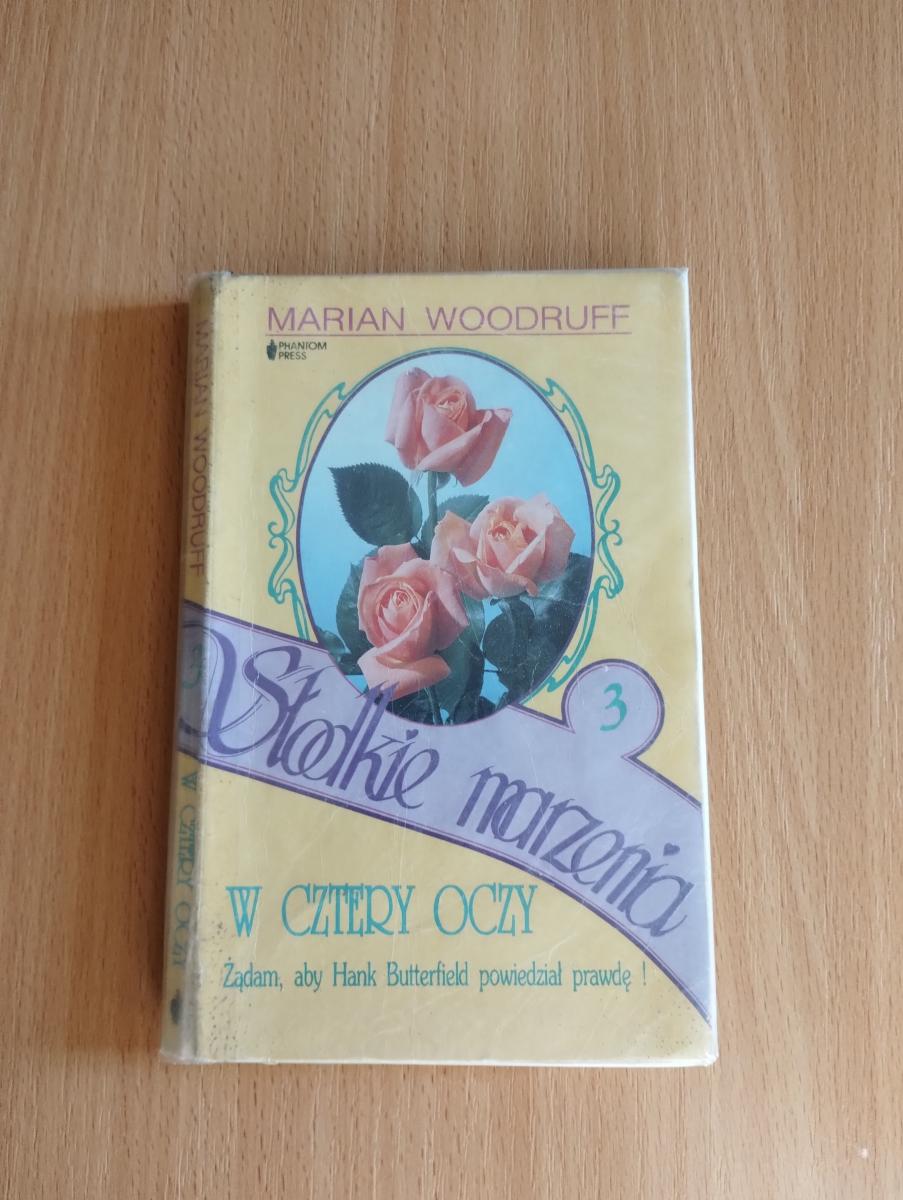 MARIAN WOODRUFF
PHANTOM
PRESS
3
Słodkie marzenia
W CZTERY OCZY
Żądam, aby Hank Butterfield powiedział prawdę !
MARIAN WOODRUFF
3
W CZTERY OCZY